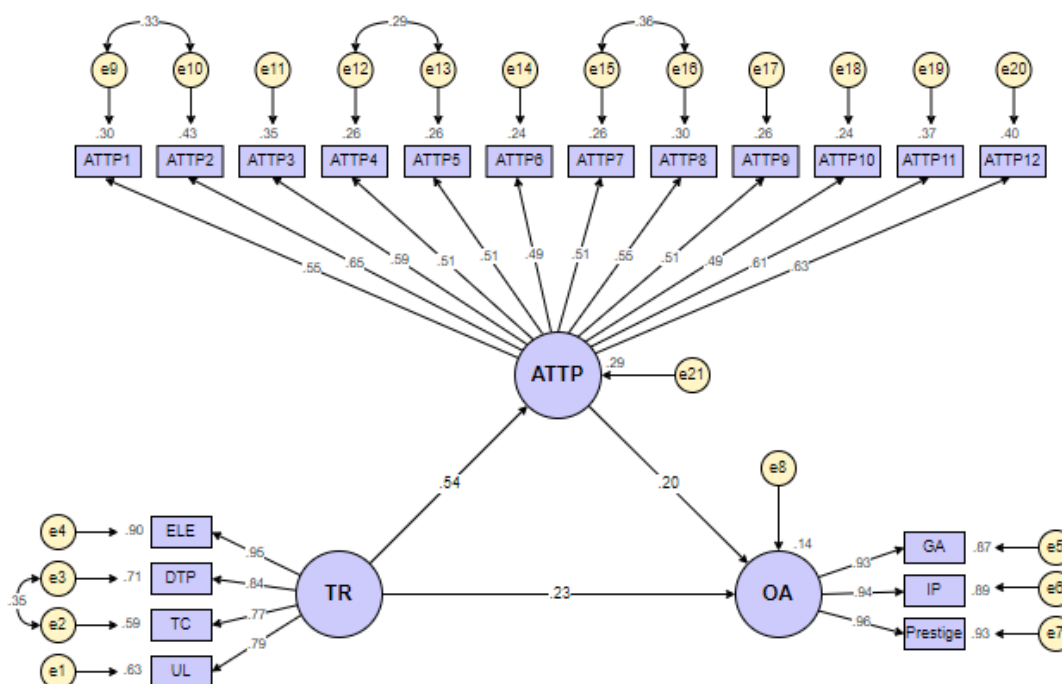 .33 .29 .36
e9 e10 e11 e12 e13 e14 e15 e16 e17 e18 e19 e20
.30 .43 .35 .26 .26 .24 .26 .30 .26 .24 .37 .40
ATTP1 ATTP2 ATTP3 ATTP4 ATTP5 ATTP6 ATTP7 ATTP8 ATTP9 ATTP10 ATTP11 ATTP12
.55 .65 .59 .51 .51 .49 .51 .55 .51 .49 .61 .63
ATTP .29 e21
.54 .20 e8
e4 .90 ELE .95 .14 GA .87 e5
e3 .71 DTP .84 TR .23 OA .93 .94 IP .89 e6
.35 e2 .59 TC .77 .96 Prestige .93 e7
e1 .63 UL .79